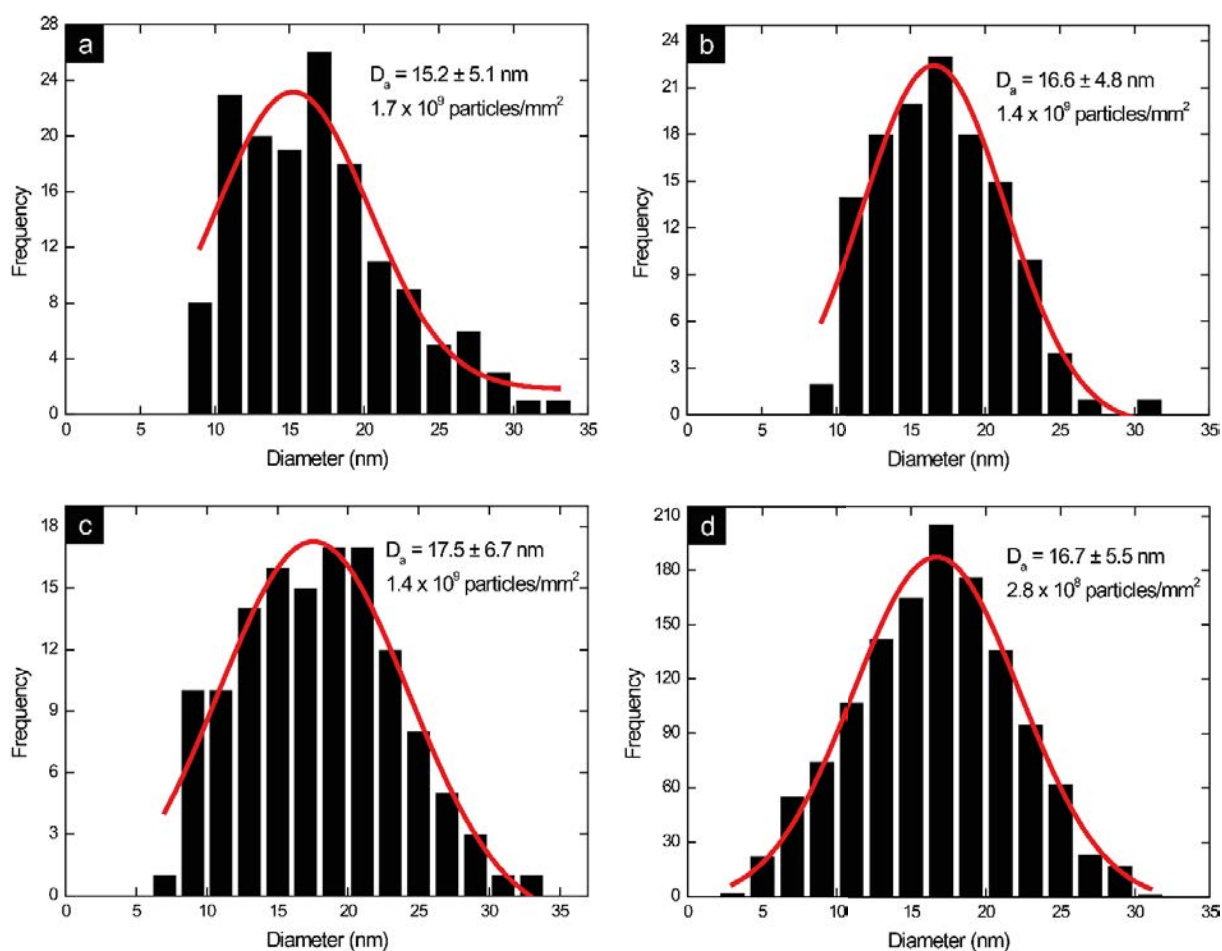 a
D_a = 15.2 ± 5.1 nm
1.7 x 10⁹ particles/mm²
Frequency
28
24
20
16
12
8
4
0
0 5 10 15 20 25 30 35
Diameter (nm)
b
D_a = 16.6 ± 4.8 nm
1.4 x 10⁹ particles/mm²
Frequency
24
21
18
15
12
9
6
3
0
0 5 10 15 20 25 30 35
Diameter (nm)
c
D_a = 17.5 ± 6.7 nm
1.4 x 10⁹ particles/mm²
Frequency
18
15
12
9
6
3
0
0 5 10 15 20 25 30 35
Diameter (nm)
d
D_a = 16.7 ± 5.5 nm
2.8 x 10⁸ particles/mm²
Frequency
210
180
150
120
90
60
30
0
0 5 10 15 20 25 30 35
Diameter (nm)